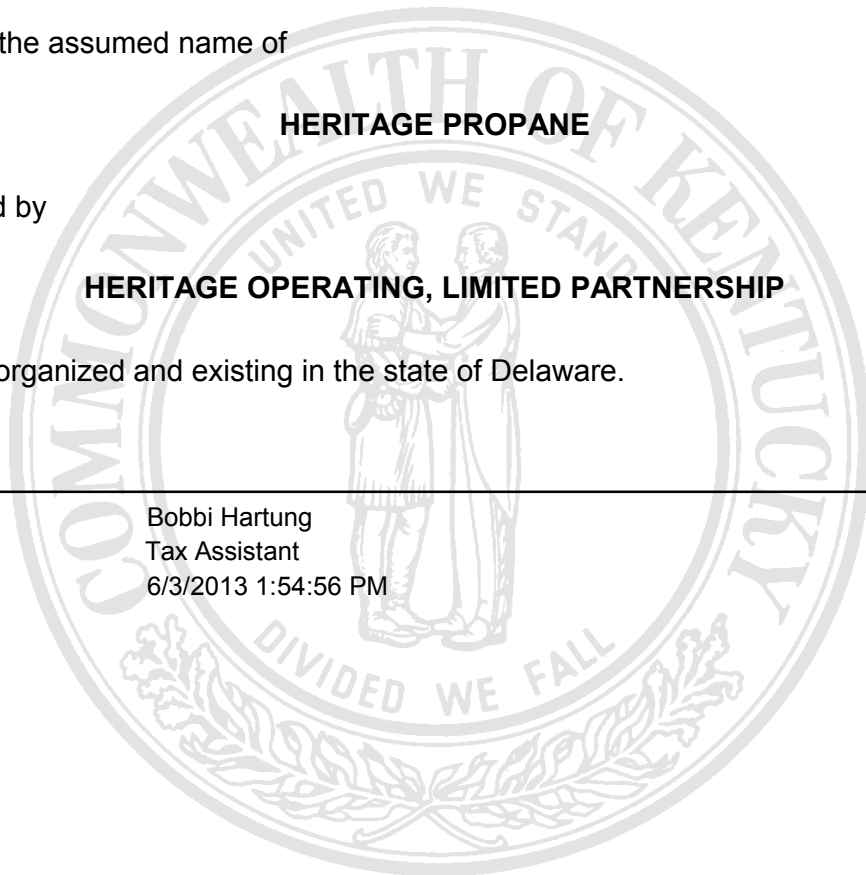 the assumed name of
HERITAGE PROPANE
d by
HERITAGE OPERATING, LIMITED PARTNERSHIP
organized and existing in the state of Delaware.
Bobbi Hartung
Tax Assistant
6/3/2013 1:54:56 PM
COMMONWEALTH OF KENTUCKY
UNITED WE STAND
DIVIDED WE FALL